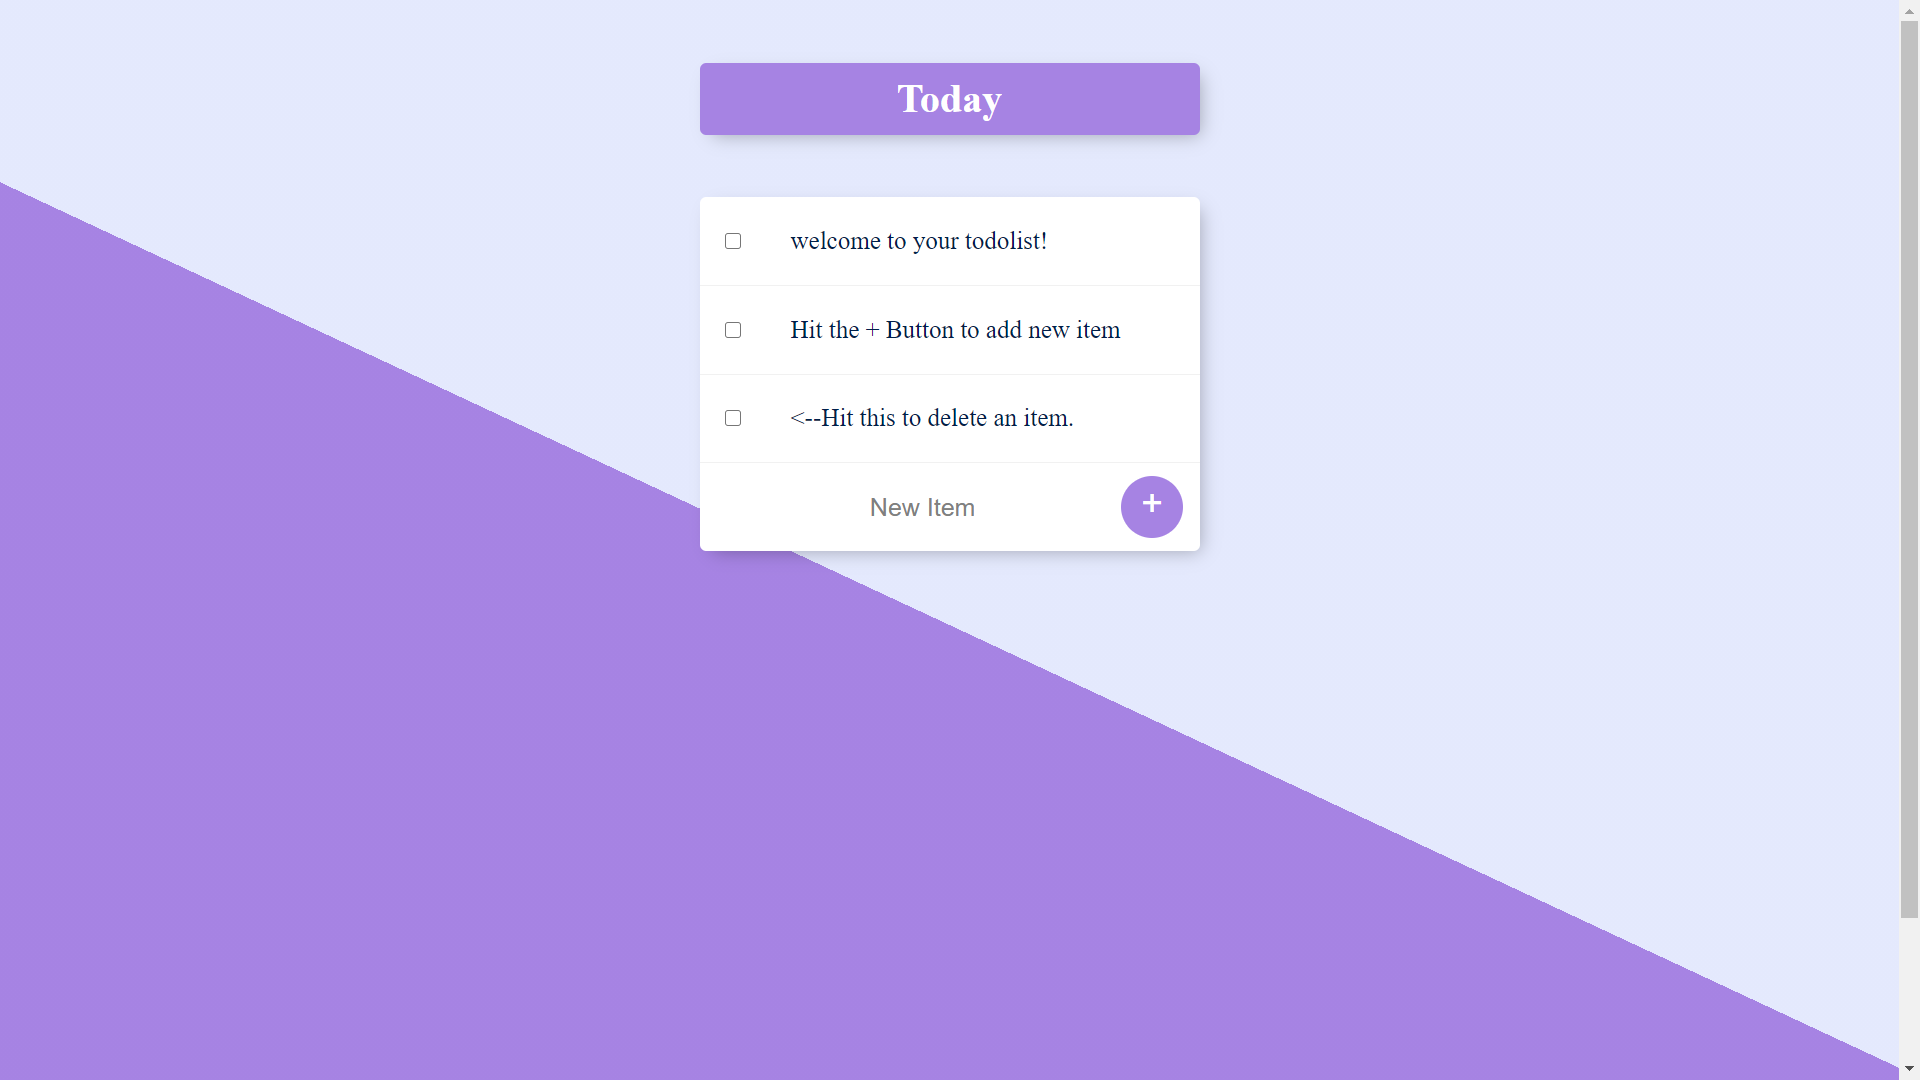 Today
welcome to your todolist!
Hit the + Button to add new item
<--Hit this to delete an item.
New Item
+